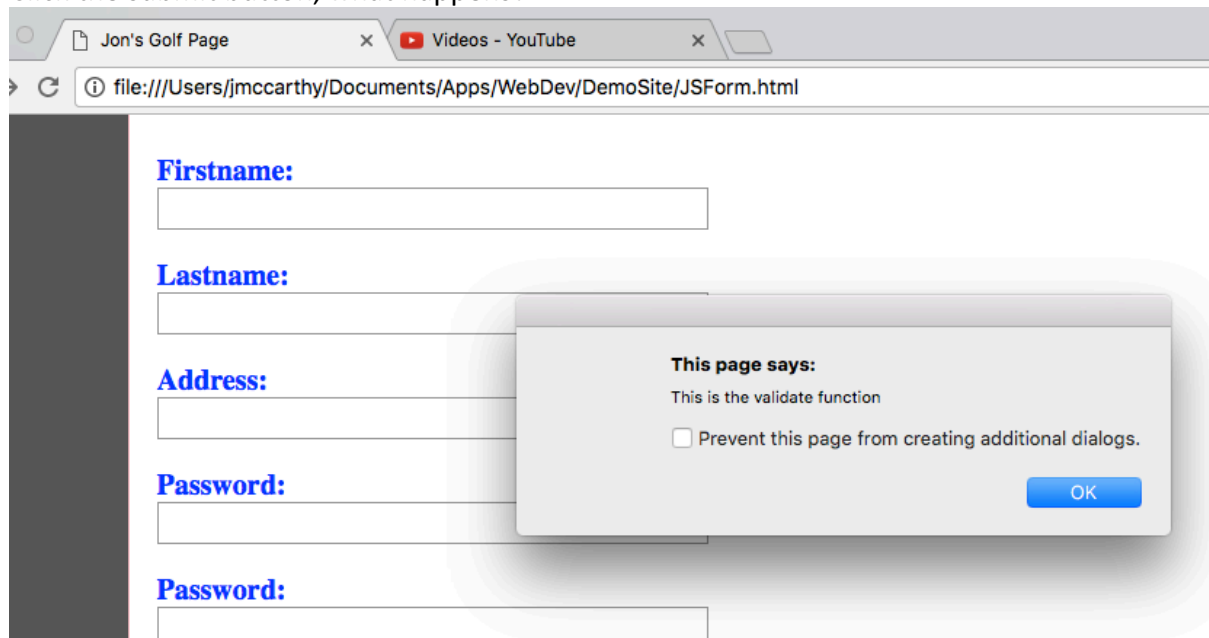 Jon's Golf Page
Videos - YouTube
file:///Users/jmccarthy/Documents/Apps/WebDev/DemoSite/JSForm.html
Firstname:
Lastname:
This page says:
This is the validate function
Address:
Prevent this page from creating additional dialogs.
Password:
OK
Password: